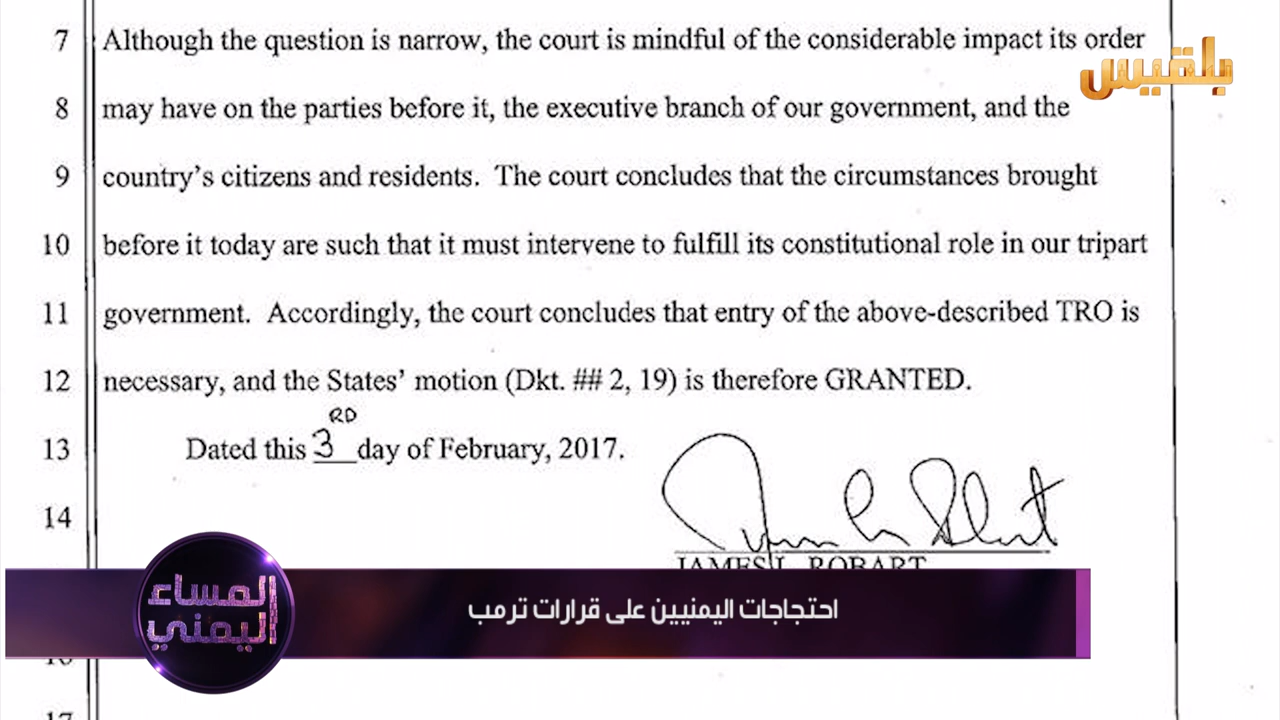 7 Although the question is narrow, the court is mindful of the considerable impact its order
بلقيس
8 may have on the parties before it, the executive branch of our government, and the
9 country's citizens and residents. The court concludes that the circumstances brought
10 before it today are such that it must intervene to fulfill its constitutional role in our tripart
11 government. Accordingly, the court concludes that entry of the above-described TRO is
12 necessary, and the States' motion (Dkt. ## 2, 19) is therefore GRANTED.
13 Dated this 3RD day of February, 2017.
14
JAMES L. ROBART
المساء
اليمني
احتجاجات اليمنيين على قرارات ترمب